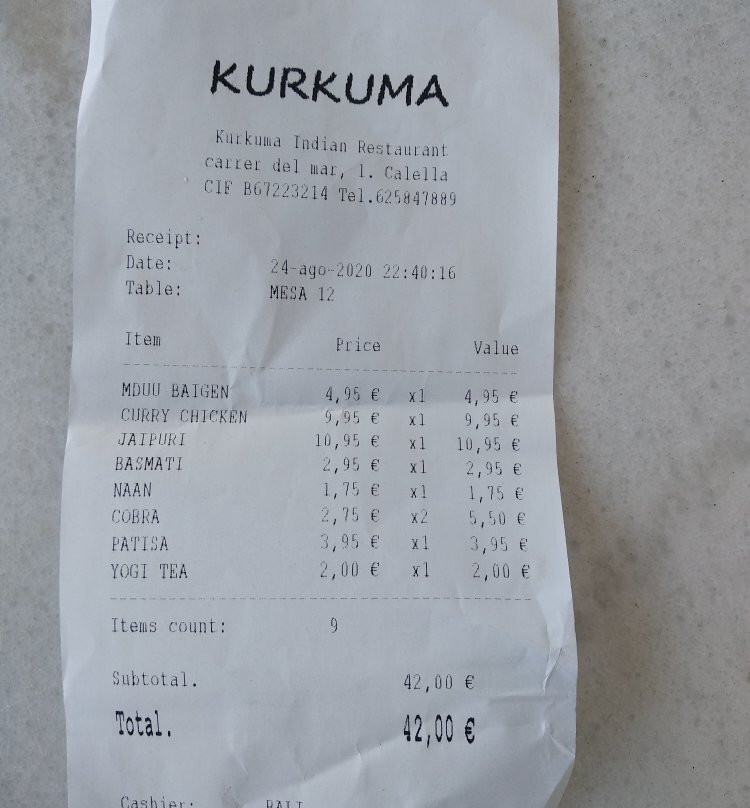 KURKUMA
Kurkuma Indian Restaurant
carrer del mar, 1. Calella
CIF B67223214 Tel.625847889
Receipt:
Date: 24-ago-2020 22:40:16
Table: MESA 12
Item Price Value
MDUU BAIGEN 4,95 € x1 4,95 €
CURRY CHICKEN 9,95 € x1 9,95 €
JAIPURI 10,95 € x1 10,95 €
BASMATI 2,95 € x1 2,95 €
NAAN 1,75 € x1 1,75 €
COBRA 2,75 € x2 5,50 €
PATISA 3,95 € x1 3,95 €
YOGI TEA 2,00 € x1 2,00 €
Items count: 9
Subtotal. 42,00 €
Total. 42,00 €
Cashier: